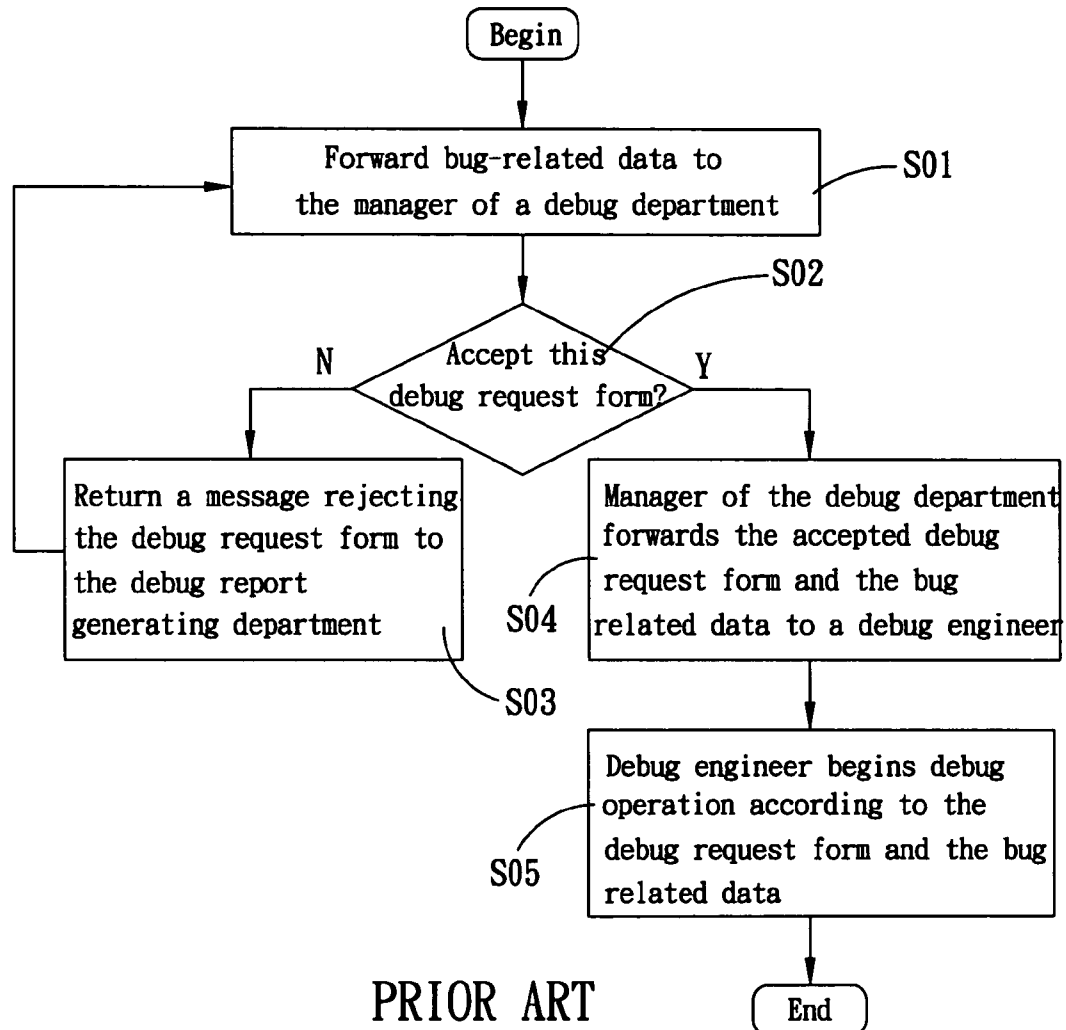 Begin
Forward bug-related data to
the manager of a debug department
S01
S02
Accept this
debug request form?
N
Y
Return a message rejecting
the debug request form to
the debug report
generating department
S03
Manager of the debug department
forwards the accepted debug
request form and the bug
related data to a debug engineer
S04
Debug engineer begins debug
operation according to the
debug request form and the bug
related data
S05
PRIOR ART
End